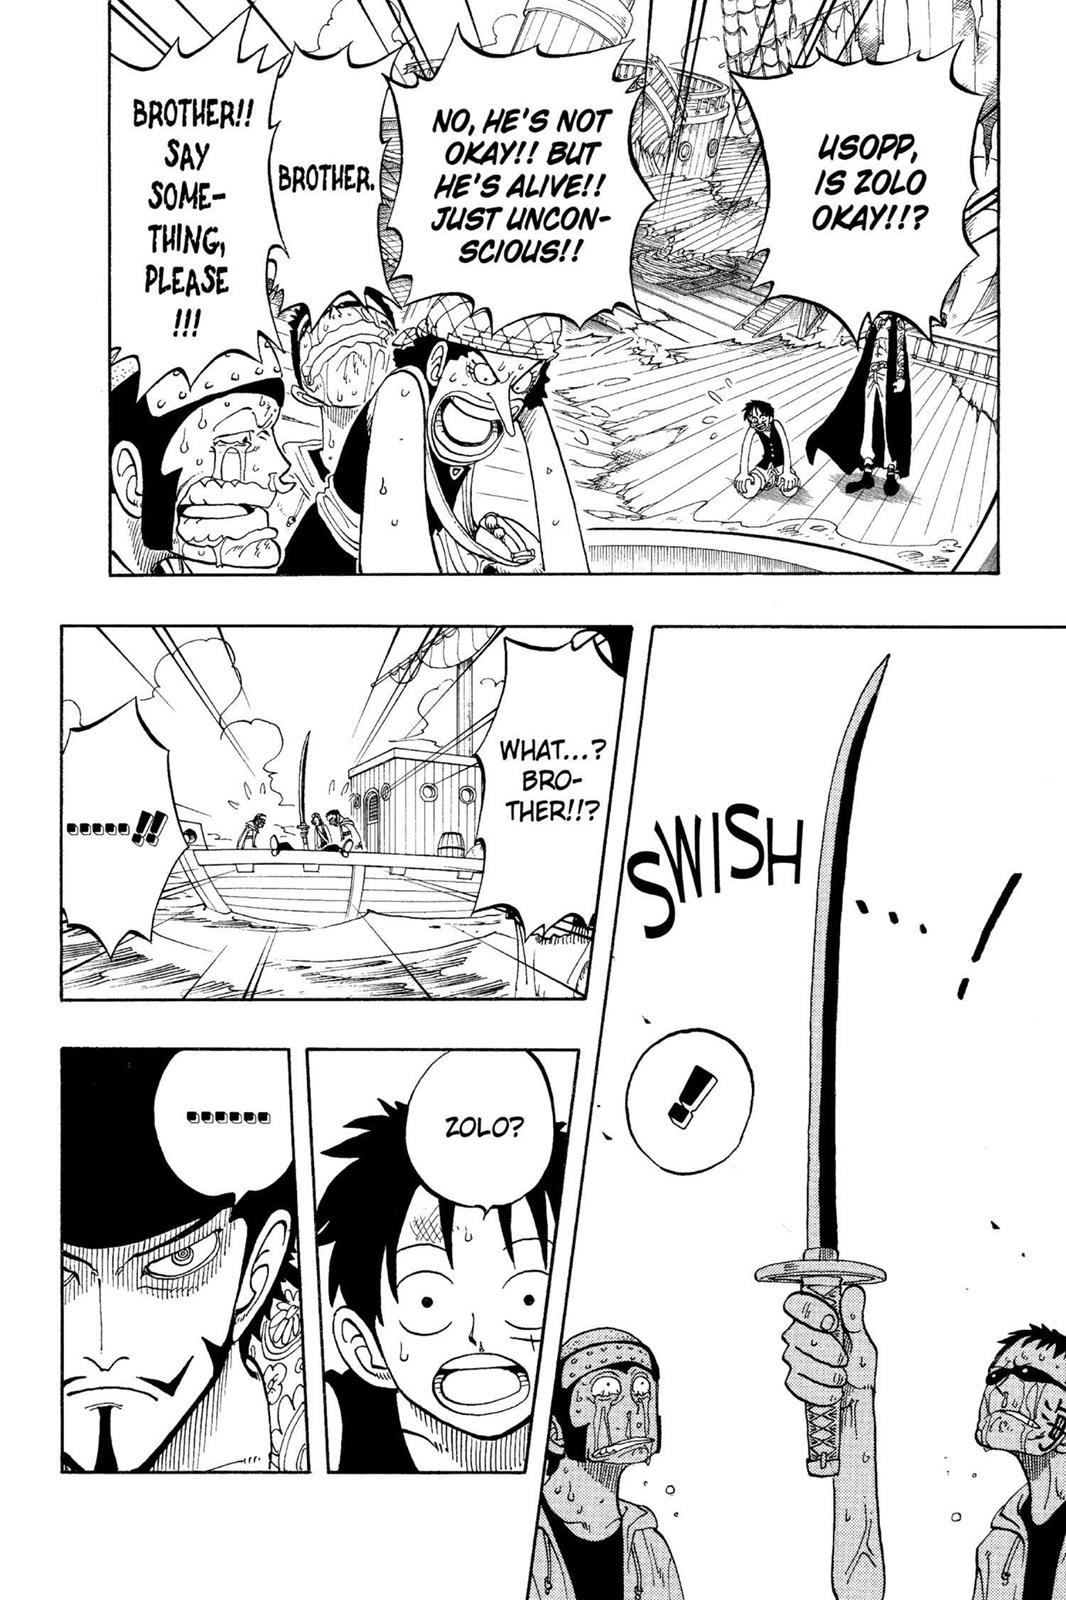 USOPP,
IS ZOLO
OKAY!!?
NO, HE'S NOT
OKAY!! BUT
HE'S ALIVE!!
JUST UNCON-
SCIOUS!!
BROTHER.
BROTHER!!
SAY
SOME-
THING,
PLEASE
!!!
SWISH
.....!
!
WHAT...?
BRO-
THER!!?
.....!!
ZOLO?
......